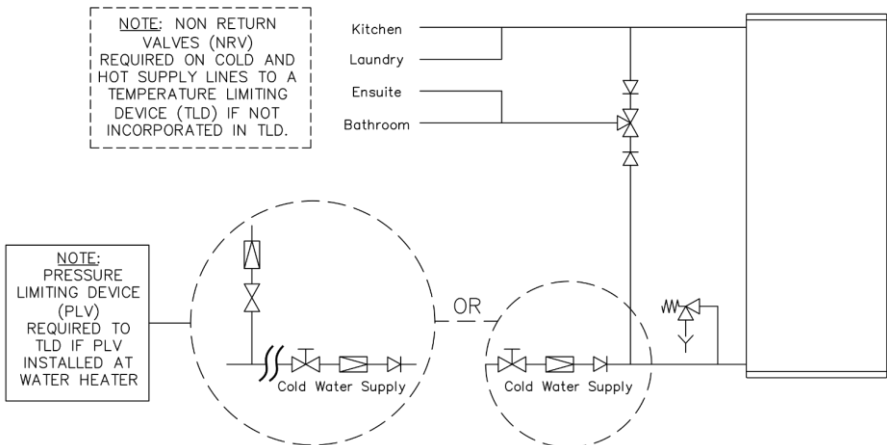 NOTE: NON RETURN
VALVES (NRV)
REQUIRED ON COLD AND
HOT SUPPLY LINES TO A
TEMPERATURE LIMITING
DEVICE (TLD) IF NOT
INCORPORATED IN TLD.
Kitchen
Laundry
Ensuite
Bathroom
NOTE:
PRESSURE
LIMITING DEVICE
(PLV)
REQUIRED TO
TLD IF PLV
INSTALLED AT
WATER HEATER
OR
Cold Water Supply
Cold Water Supply